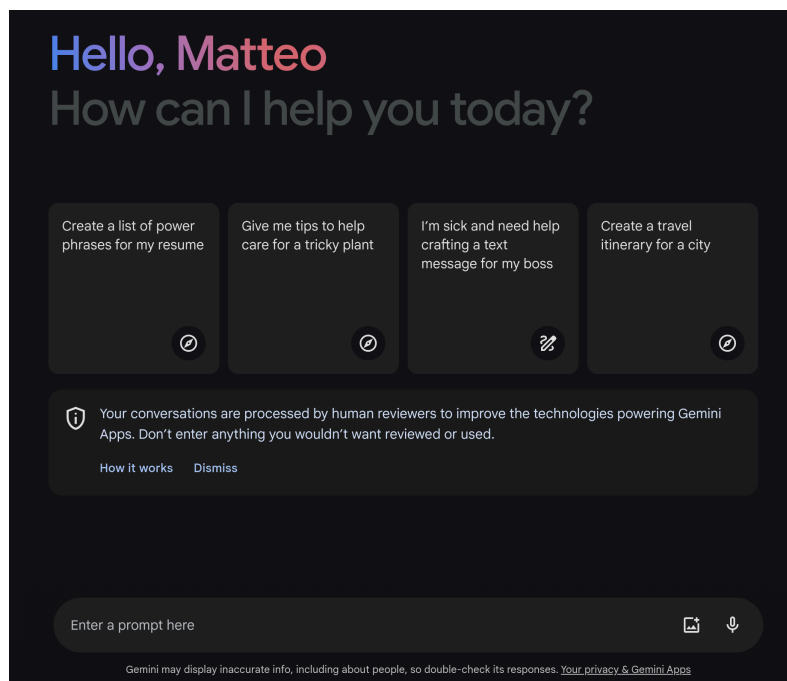 Hello, Matteo
How can I help you today?
Create a list of power
phrases for my resume
Give me tips to help
care for a tricky plant
I’m sick and need help
crafting a text
message for my boss
Create a travel
itinerary for a city
Your conversations are processed by human reviewers to improve the technologies powering Gemini
Apps. Don’t enter anything you wouldn’t want reviewed or used.
How it works Dismiss
Enter a prompt here
Gemini may display inaccurate info, including about people, so double-check its responses. Your privacy & Gemini Apps